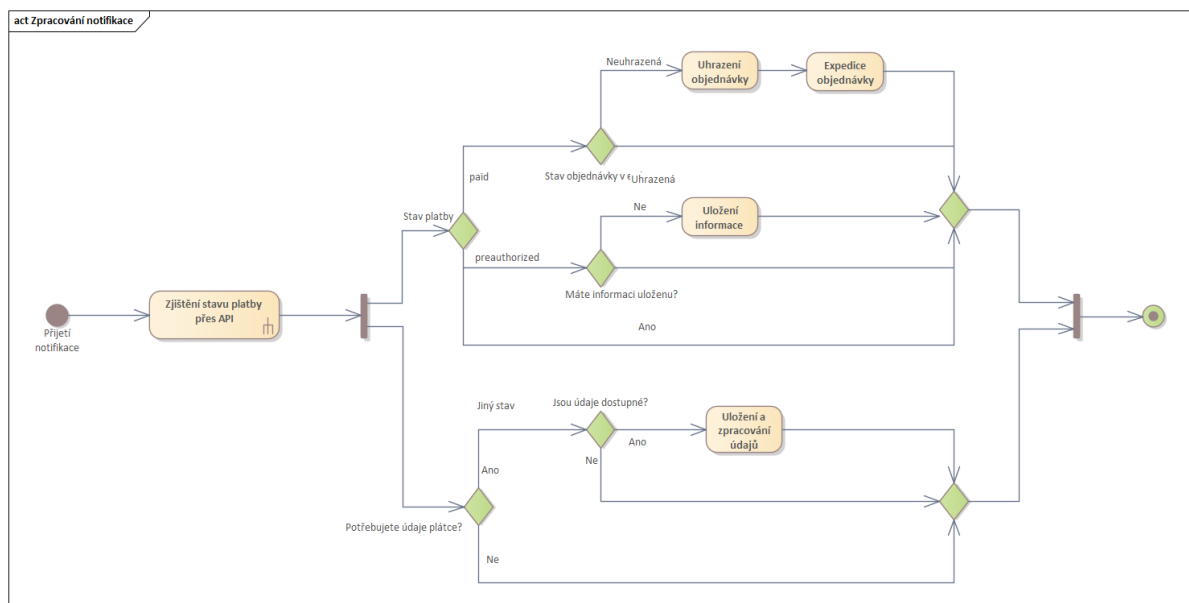 act Zpracování notifikace
Neuhrazená
Uhrazení
objednávky
Expedice
objednávky
paid
Stav objednávky v e
Uhrazená
Stav platby
Ne
Uložení
informace
preauthorized
Máte informaci uloženu?
Zjištění stavu platby
přes API
Přijetí
notifikace
Ano
Jiný stav
Jsou údaje dostupné?
Uložení a
zpracování
údajů
Ano
Ne
Ano
Potřebujete údaje plátce?
Ne